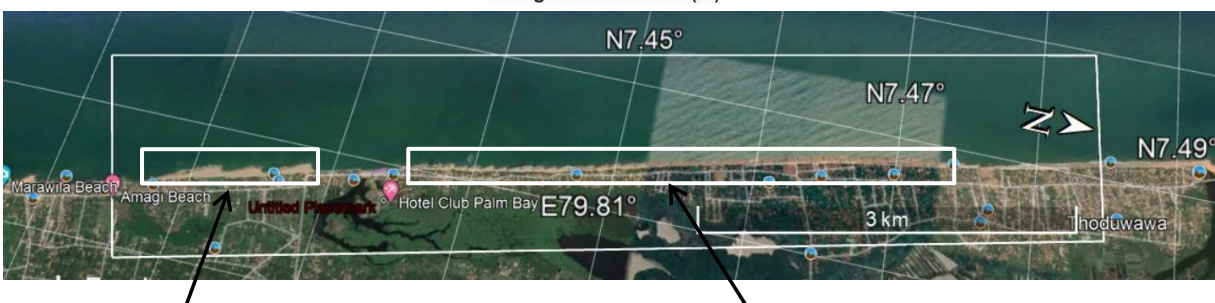 N7.45°
N7.47°
N
N7.49°
Marawila Beach
Amagi Beach
Untitled Placemark
Hotel Club Palm Bay
E79.81°
3 km
Thoduwawa